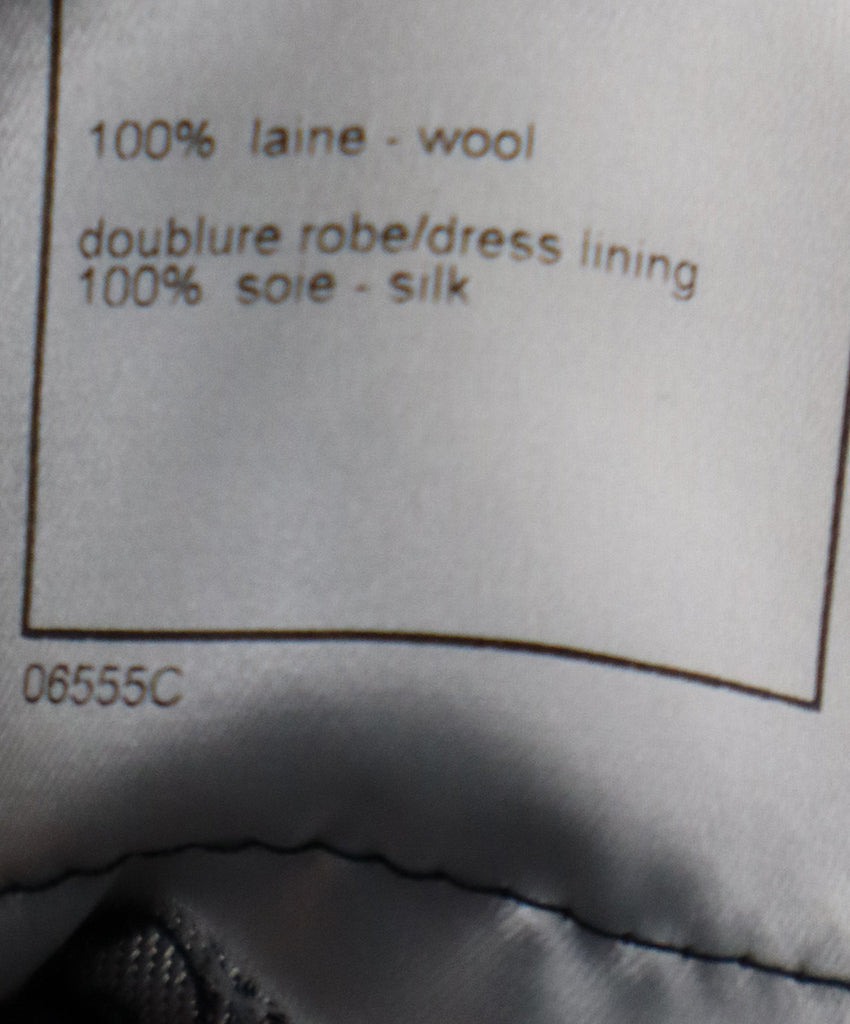 100% laine - wool
doublure robe/dress lining
100% soie - silk
06555C